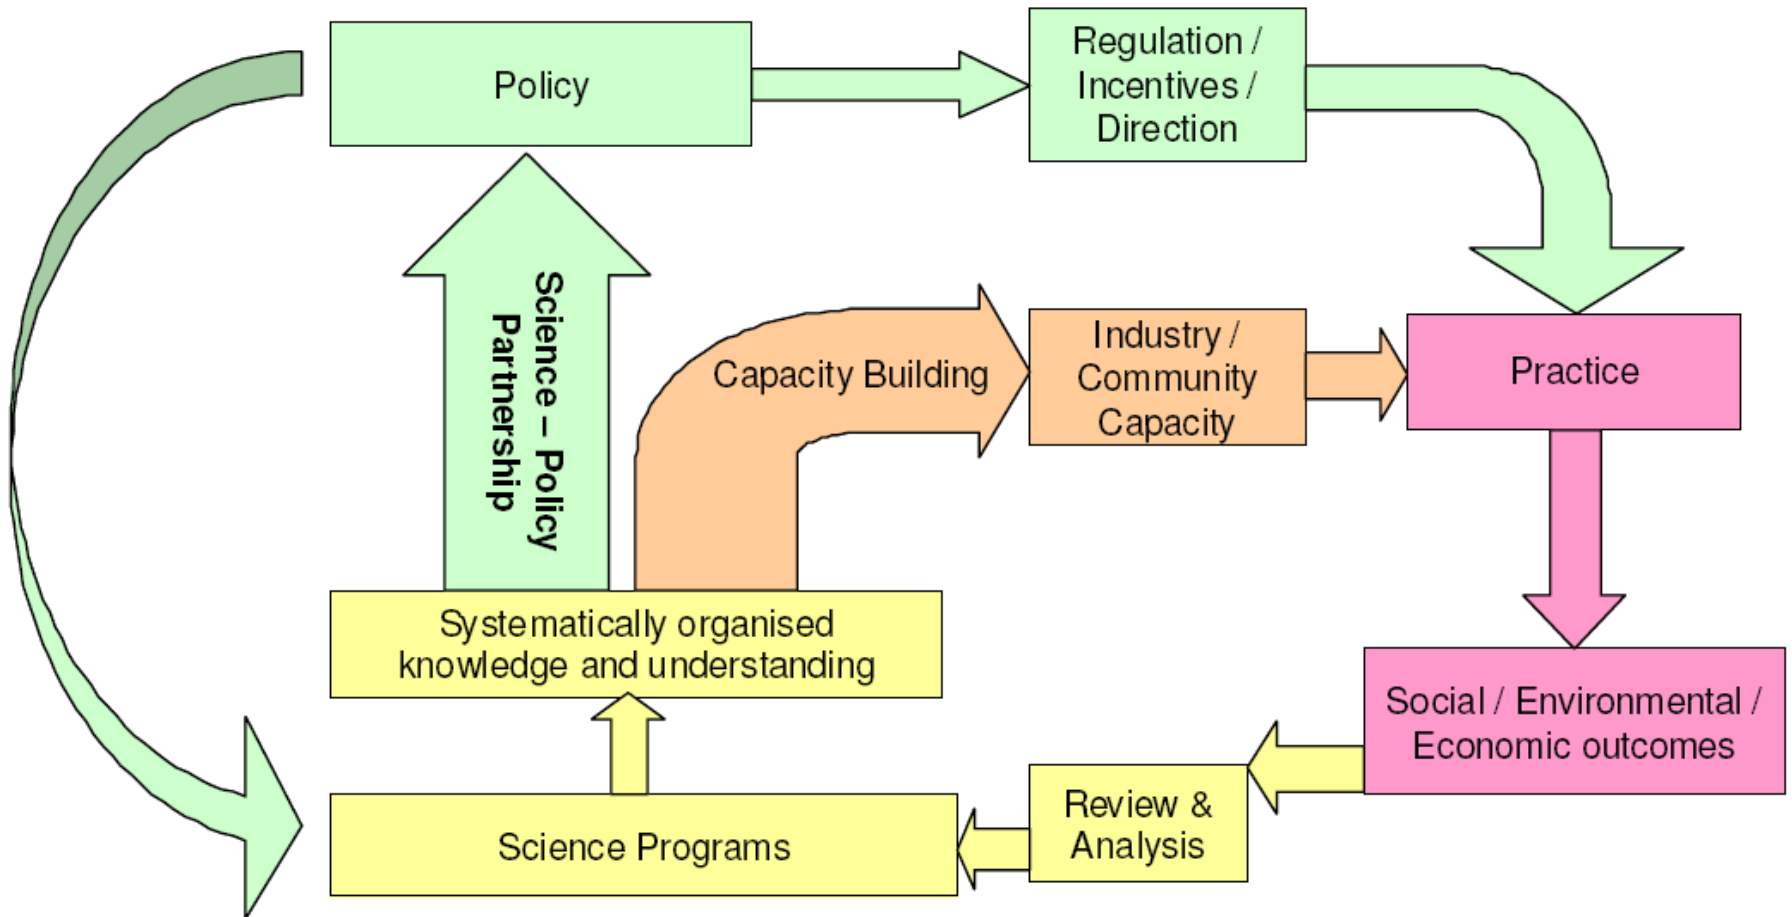 Policy
Regulation /
Incentives /
Direction
Science – Policy
Partnership
Capacity Building
Industry /
Community
Capacity
Practice
Systematically organised
knowledge and understanding
Social / Environmental /
Economic outcomes
Review &
Analysis
Science Programs